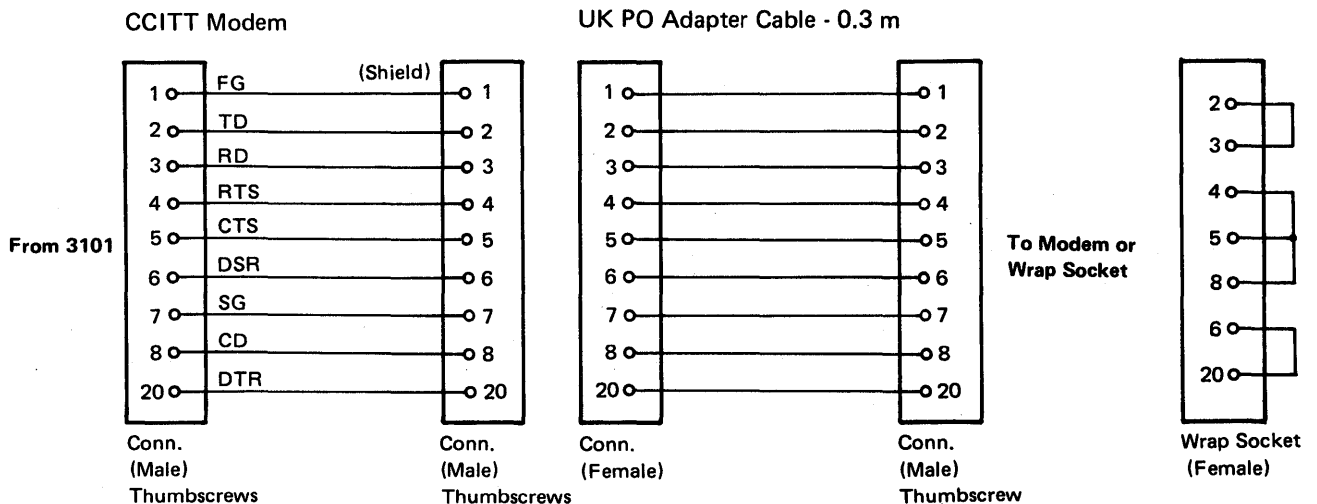 CCITT Modem
UK PO Adapter Cable - 0.3 m
(Shield)
1 FG 1
2 TD 2
3 RD 3
4 RTS 4
5 CTS 5
6 DSR 6
7 SG 7
8 CD 8
20 DTR 20
From 3101
Conn.
(Male)
Thumbscrews
Conn.
(Male)
Thumbscrews
1 1
2 2
3 3
4 4
5 5
6 6
7 7
8 8
20 20
Conn.
(Female)
Conn.
(Male)
Thumbscrew
To Modem or
Wrap Socket
2
3
4
5
8
6
20
Wrap Socket
(Female)